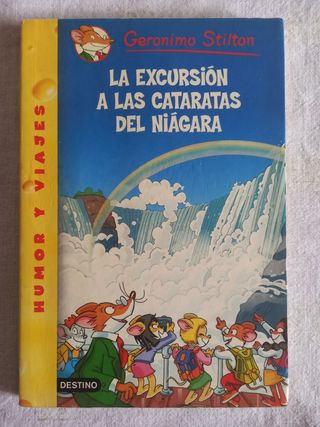 Geronimo Stilton
LA EXCURSIÓN
A LAS CATARATAS
DEL NIÁGARA
HUMOR Y VIAJES
DESTINO